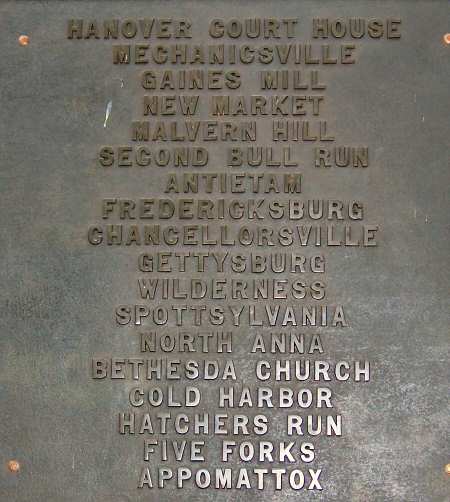 HANOVER COURT HOUSE
MECHANICSVILLE
GAINES MILL
NEW MARKET
MALVERN HILL
SECOND BULL RUN
ANTIETAM
FREDERICKSBURG
CHANCELLORSVILLE
GETTYSBURG
WILDERNESS
SPOTTSYLVANIA
NORTH ANNA
BETHESDA CHURCH
COLD HARBOR
HATCHERS RUN
FIVE FORKS
APPOMATTOX